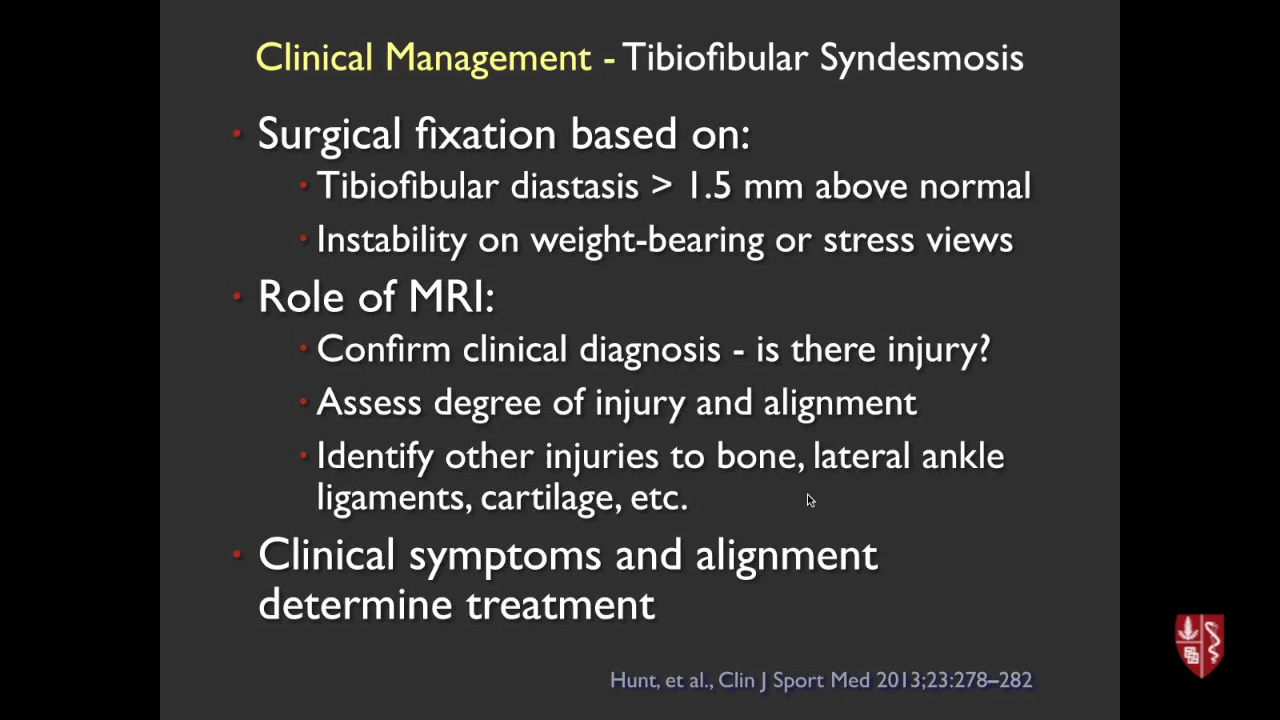 Clinical Management - Tibiofibular Syndesmosis
· Surgical fixation based on:
· Tibiofibular diastasis > 1.5 mm above normal
· Instability on weight-bearing or stress views
· Role of MRI:
· Confirm clinical diagnosis - is there injury?
· Assess degree of injury and alignment
· Identify other injuries to bone, lateral ankle
ligaments, cartilage, etc.
· Clinical symptoms and alignment
determine treatment
Hunt, et al., Clin J Sport Med 2013;23:278–282